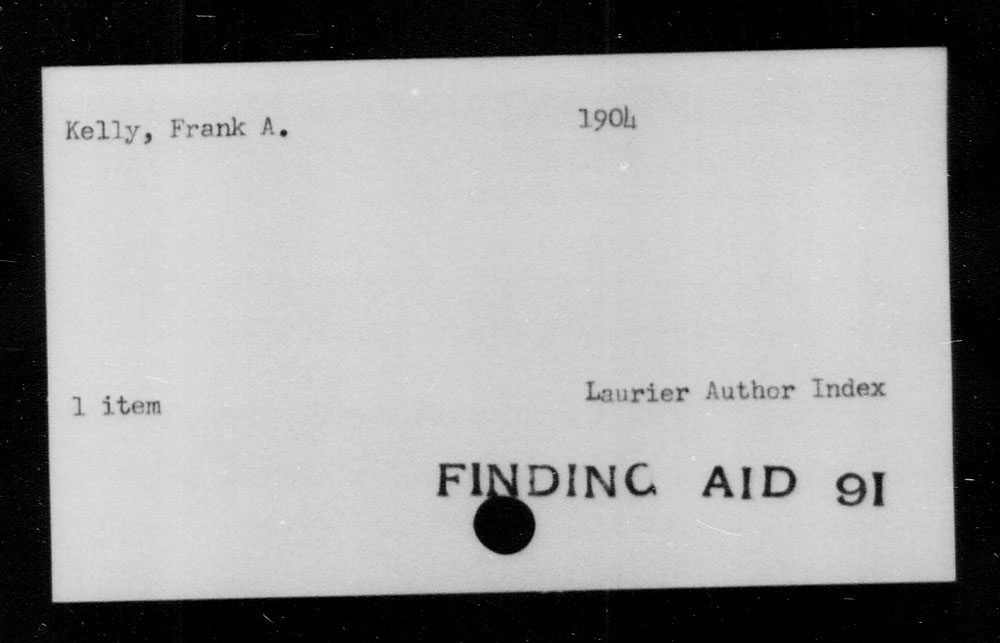 Kelly, Frank A. 1904
1 item Laurier Author Index
FINDING AID 91